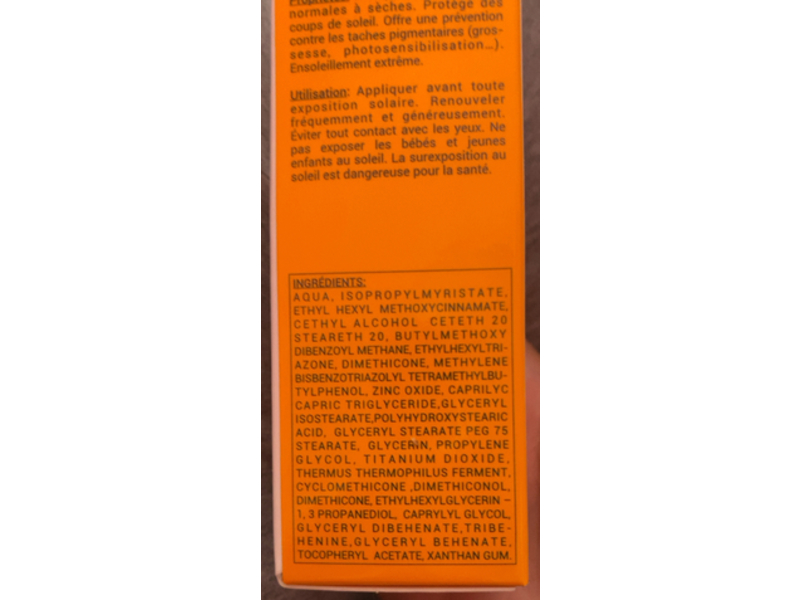 normales à sèches. Protège des
coups de soleil. Offre une prévention
contre les taches pigmentaires (gros-
sesse, photosensibilisation...).
Ensoleillement extrême.
Utilisation: Appliquer avant toute
exposition solaire. Renouveler
fréquemment et généreusement.
Éviter tout contact avec les yeux. Ne
pas exposer les bébés et jeunes
enfants au soleil. La surexposition au
soleil est dangereuse pour la santé.
INGRÉDIENTS:
AQUA, ISOPROPYLMYRISTATE,
ETHYL HEXYL METHOXYCINNAMATE,
CETHYL ALCOHOL CETETH 20
STEARETH 20, BUTYLMETHOXY
DIBENZOYL METHANE, ETHYLHEXYLTRI-
AZONE, DIMETHICONE, METHYLENE
BISBENZOTRIAZOLYL TETRAMETHYLBU-
TYLPHENOL, ZINC OXIDE, CAPRILYC
CAPRIC TRIGLYCERIDE,GLYCERYL
ISOSTEARATE,POLYHYDROXYSTEARIC
ACID, GLYCERYL STEARATE PEG 75
STEARATE, GLYCERIN, PROPYLENE
GLYCOL, TITANIUM DIOXIDE,
THERMUS THERMOPHILUS FERMENT,
CYCLOMETHICONE ,DIMETHICONOL,
DIMETHICONE, ETHYLHEXYLGLYCERIN –
1, 3 PROPANEDIOL, CAPRYLYL GLYCOL,
GLYCERYL DIBEHENATE,TRIBE-
HENINE,GLYCERYL BEHENATE,
TOCOPHERYL ACETATE, XANTHAN GUM.